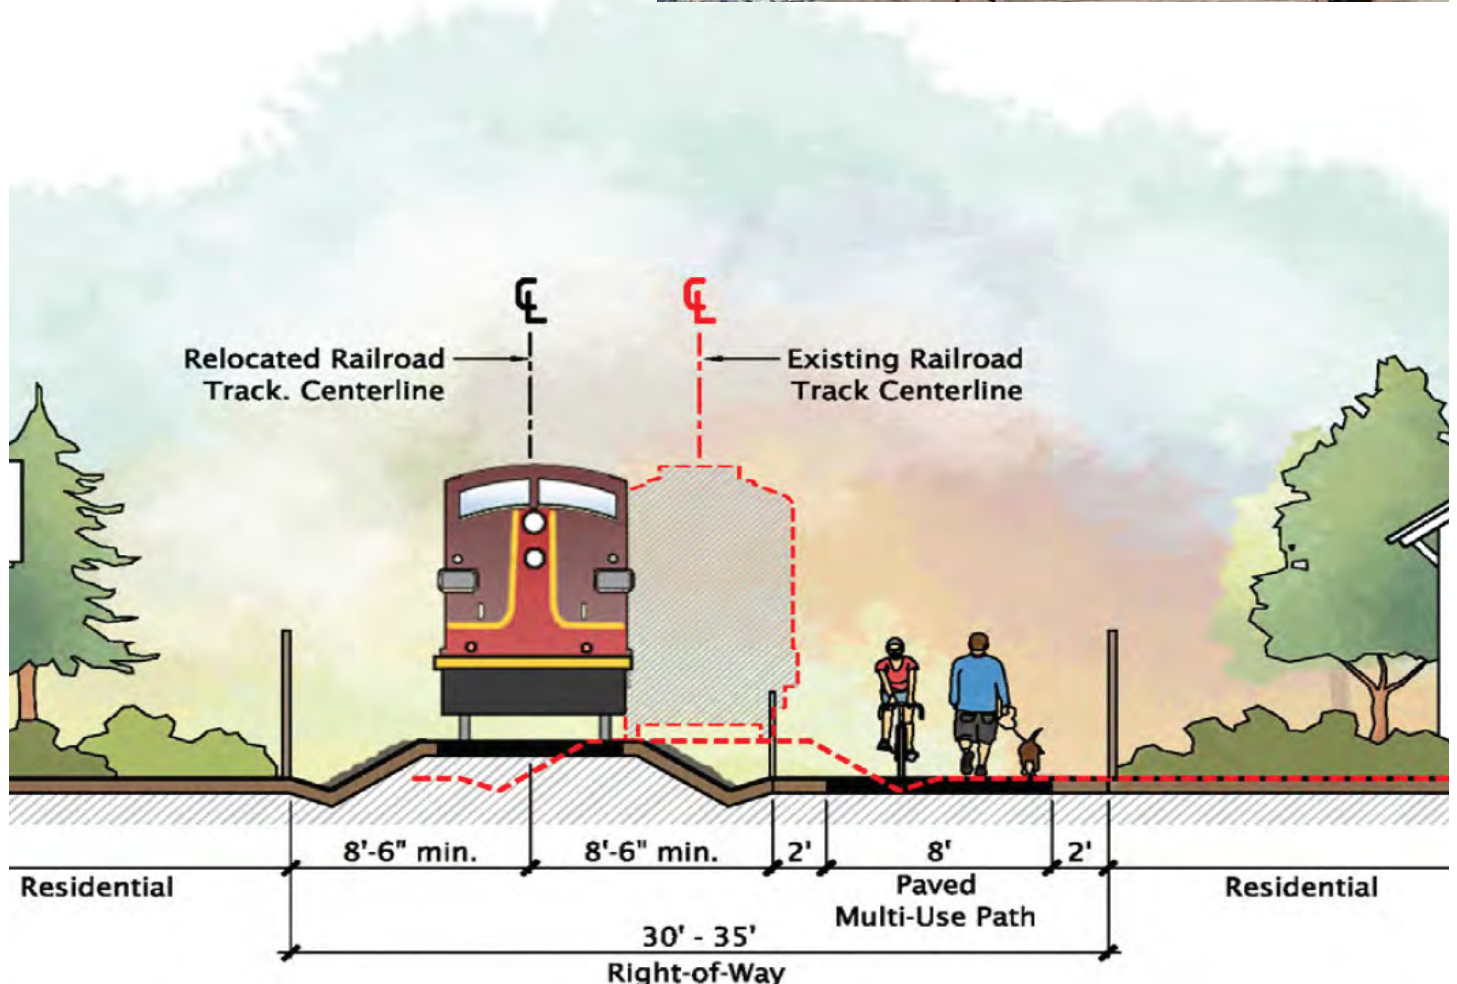 ℄ ℄
Relocated Railroad
Track. Centerline
Existing Railroad
Track Centerline
8'-6" min. 8'-6" min. 2' 8' 2'
Residential
Paved
Multi-Use Path
Residential
30' - 35'
Right-of-Way